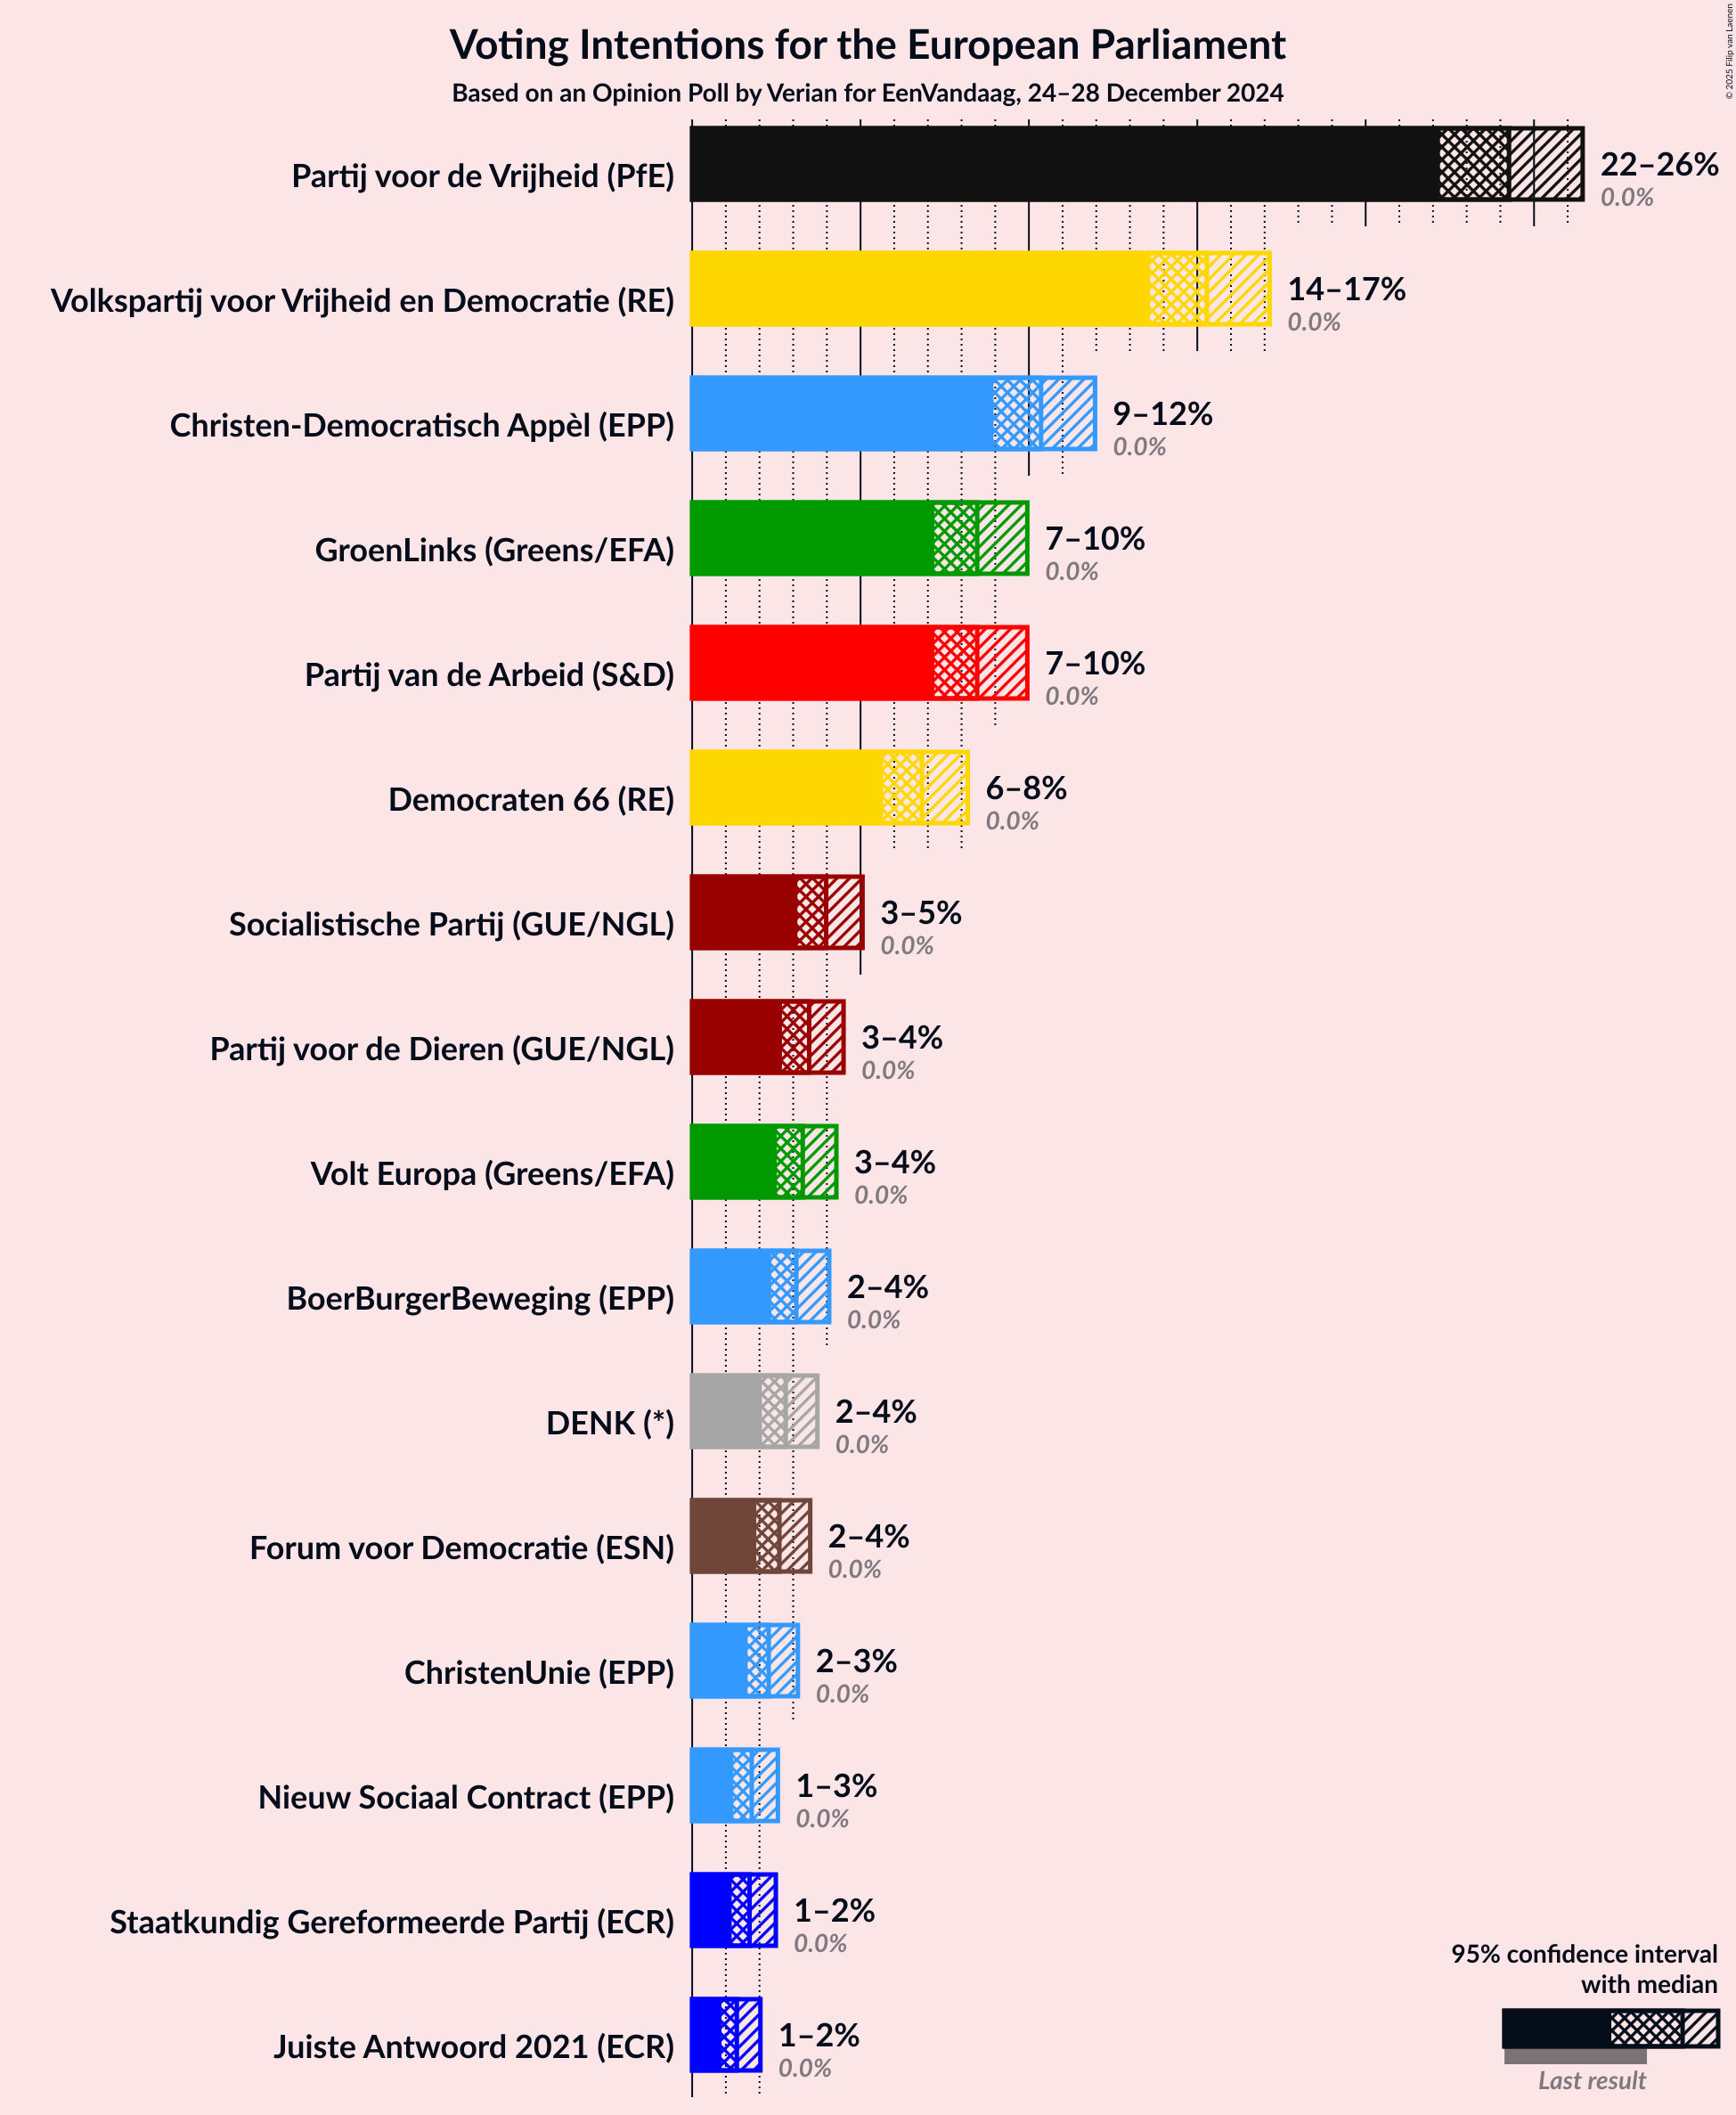 Voting Intentions for the European Parliament
Based on an Opinion Poll by Verian for EenVandaag, 24–28 December 2024
© 2025 Filip van Laenen
Partij voor de Vrijheid (PfE)
22–26%
0.0%
Volkspartij voor Vrijheid en Democratie (RE)
14–17%
0.0%
Christen-Democratisch Appèl (EPP)
9–12%
0.0%
GroenLinks (Greens/EFA)
7–10%
0.0%
Partij van de Arbeid (S&D)
7–10%
0.0%
Democraten 66 (RE)
6–8%
0.0%
Socialistische Partij (GUE/NGL)
3–5%
0.0%
Partij voor de Dieren (GUE/NGL)
3–4%
0.0%
Volt Europa (Greens/EFA)
3–4%
0.0%
BoerBurgerBeweging (EPP)
2–4%
0.0%
DENK (*)
2–4%
0.0%
Forum voor Democratie (ESN)
2–4%
0.0%
ChristenUnie (EPP)
2–3%
0.0%
Nieuw Sociaal Contract (EPP)
1–3%
0.0%
Staatkundig Gereformeerde Partij (ECR)
1–2%
0.0%
Juiste Antwoord 2021 (ECR)
1–2%
0.0%
95% confidence interval
with median
Last result